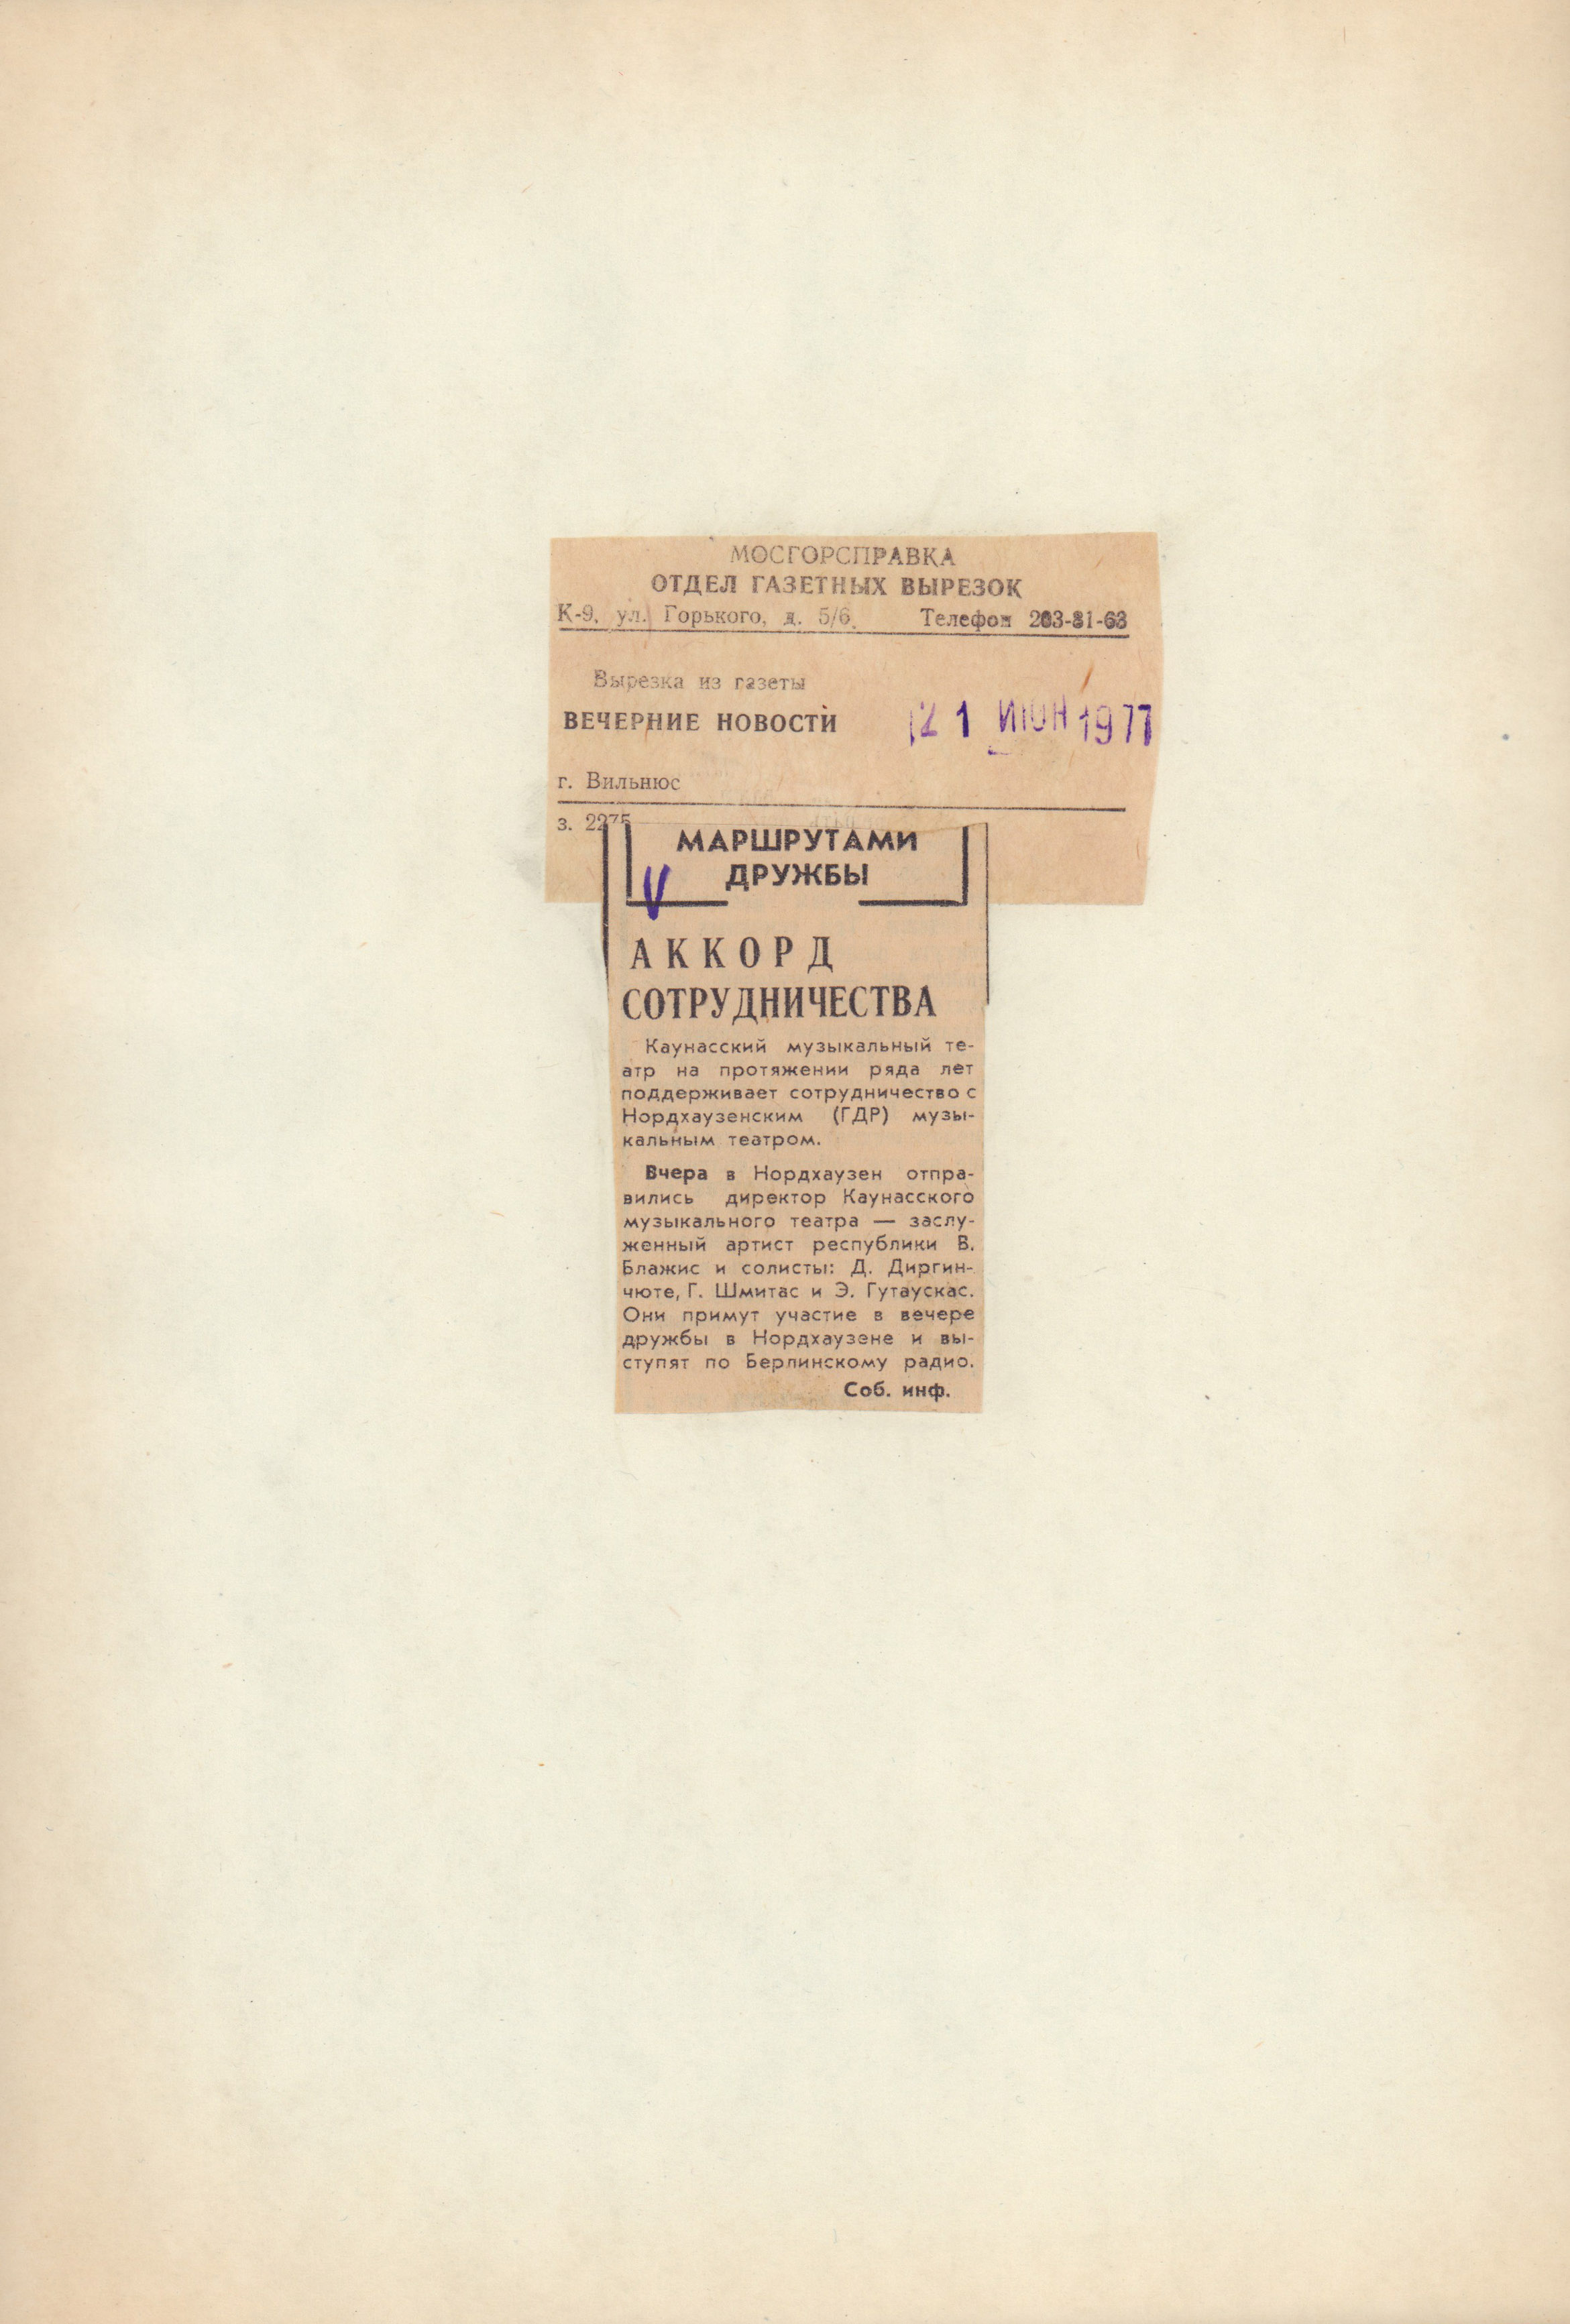 МОСГОРСПРАВКА
ОТДЕЛ ГАЗЕТНЫХ ВЫРЕЗОК
К-9, ул. Горького, д. 5/6. Телефон 203-81-63
Вырезка из газеты
ВЕЧЕРНИЕ НОВОСТИ 21 ИЮН 1977
г. Вильнюс
з. 2275
МАРШРУТАМИ
ДРУЖБЫ
V
АККОРД
СОТРУДНИЧЕСТВА
Каунасский музыкальный те-
атр на протяжении ряда лет
поддерживает сотрудничество с
Нордхаузенским (ГДР) музы-
кальным театром.
Вчера в Нордхаузен отпра-
вились директор Каунасского
музыкального театра — заслу-
женный артист республики В.
Блажис и солисты: Д. Диргин-
чюте, Г. Шмитас и Э. Гутаускас.
Они примут участие в вечере
дружбы в Нордхаузене и вы-
ступят по Берлинскому радио.
Соб. инф.